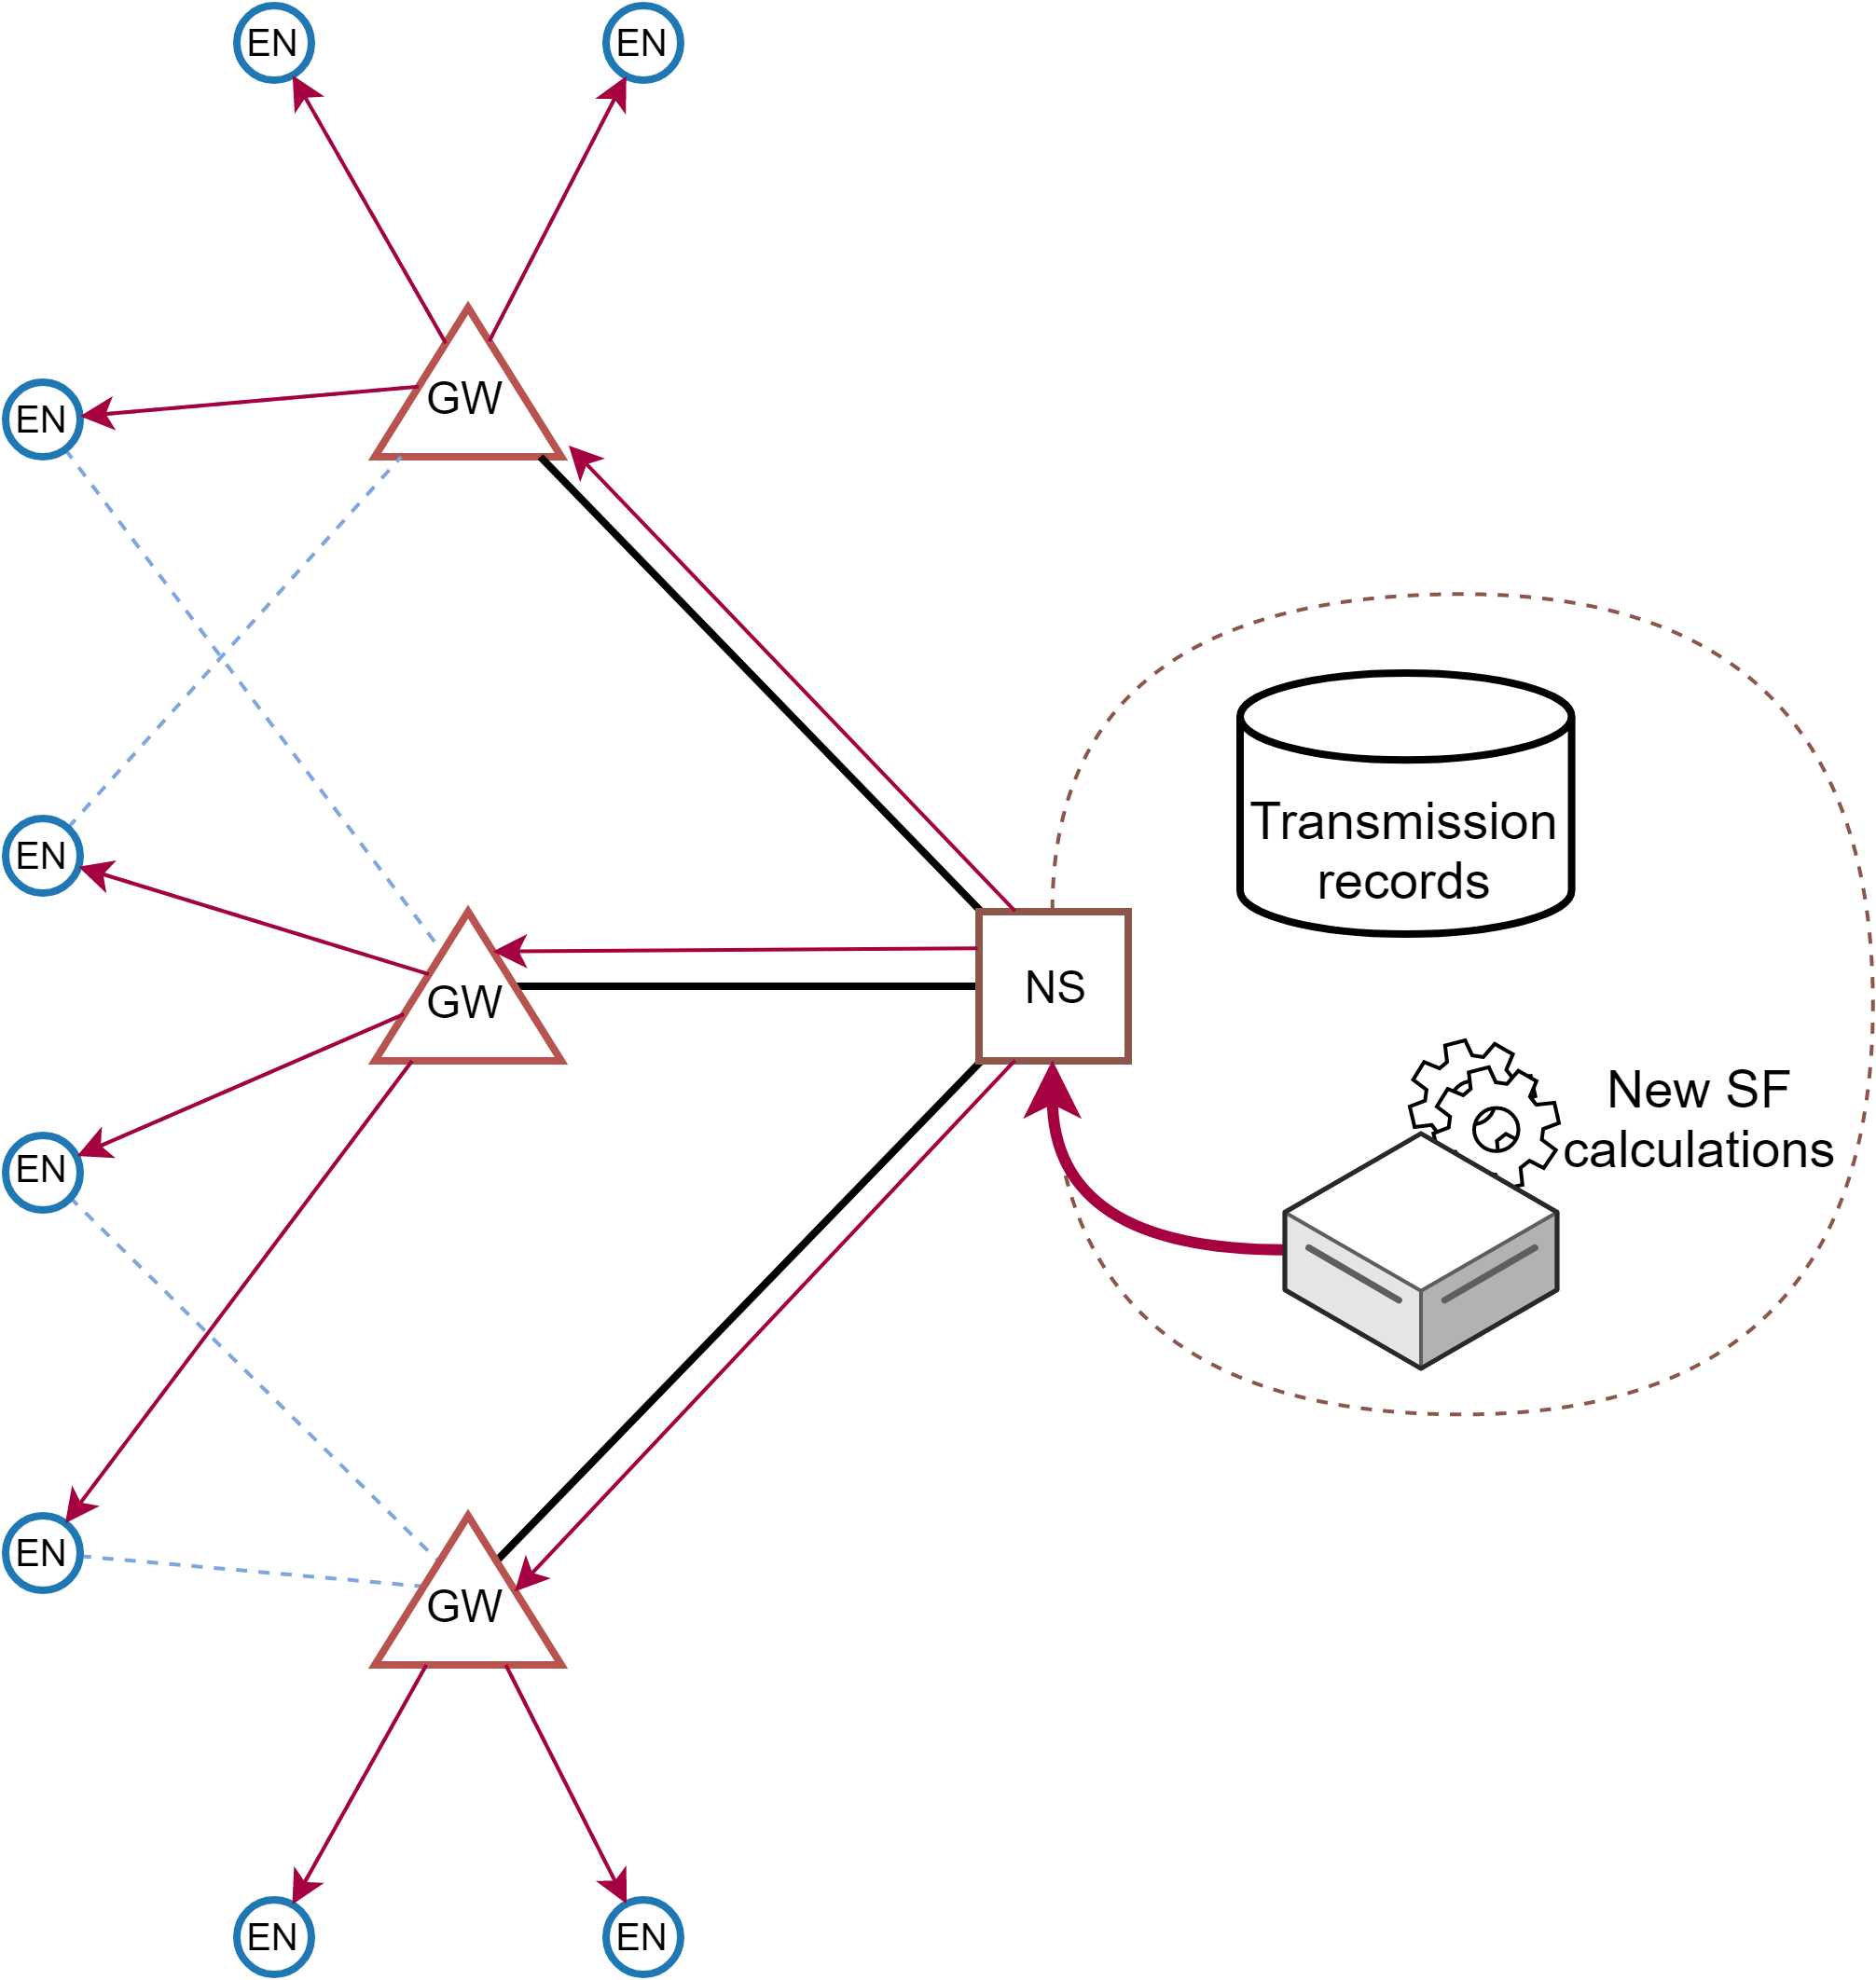 EN
EN
GW
EN
Transmission
records
EN
NS
GW
New SF
calculations
EN
EN
GW
EN
EN